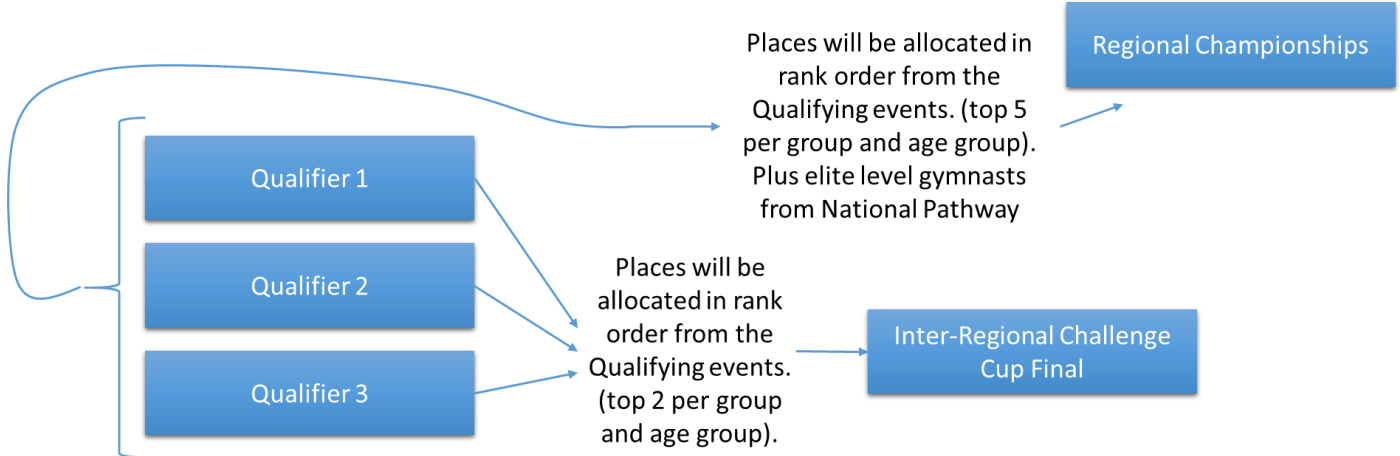 Places will be allocated in
rank order from the
Qualifying events. (top 5
per group and age group).
Plus elite level gymnasts
from National Pathway
Regional Championships
Qualifier 1
Qualifier 2
Qualifier 3
Places will be
allocated in rank
order from the
Qualifying events.
(top 2 per group
and age group).
Inter-Regional Challenge
Cup Final